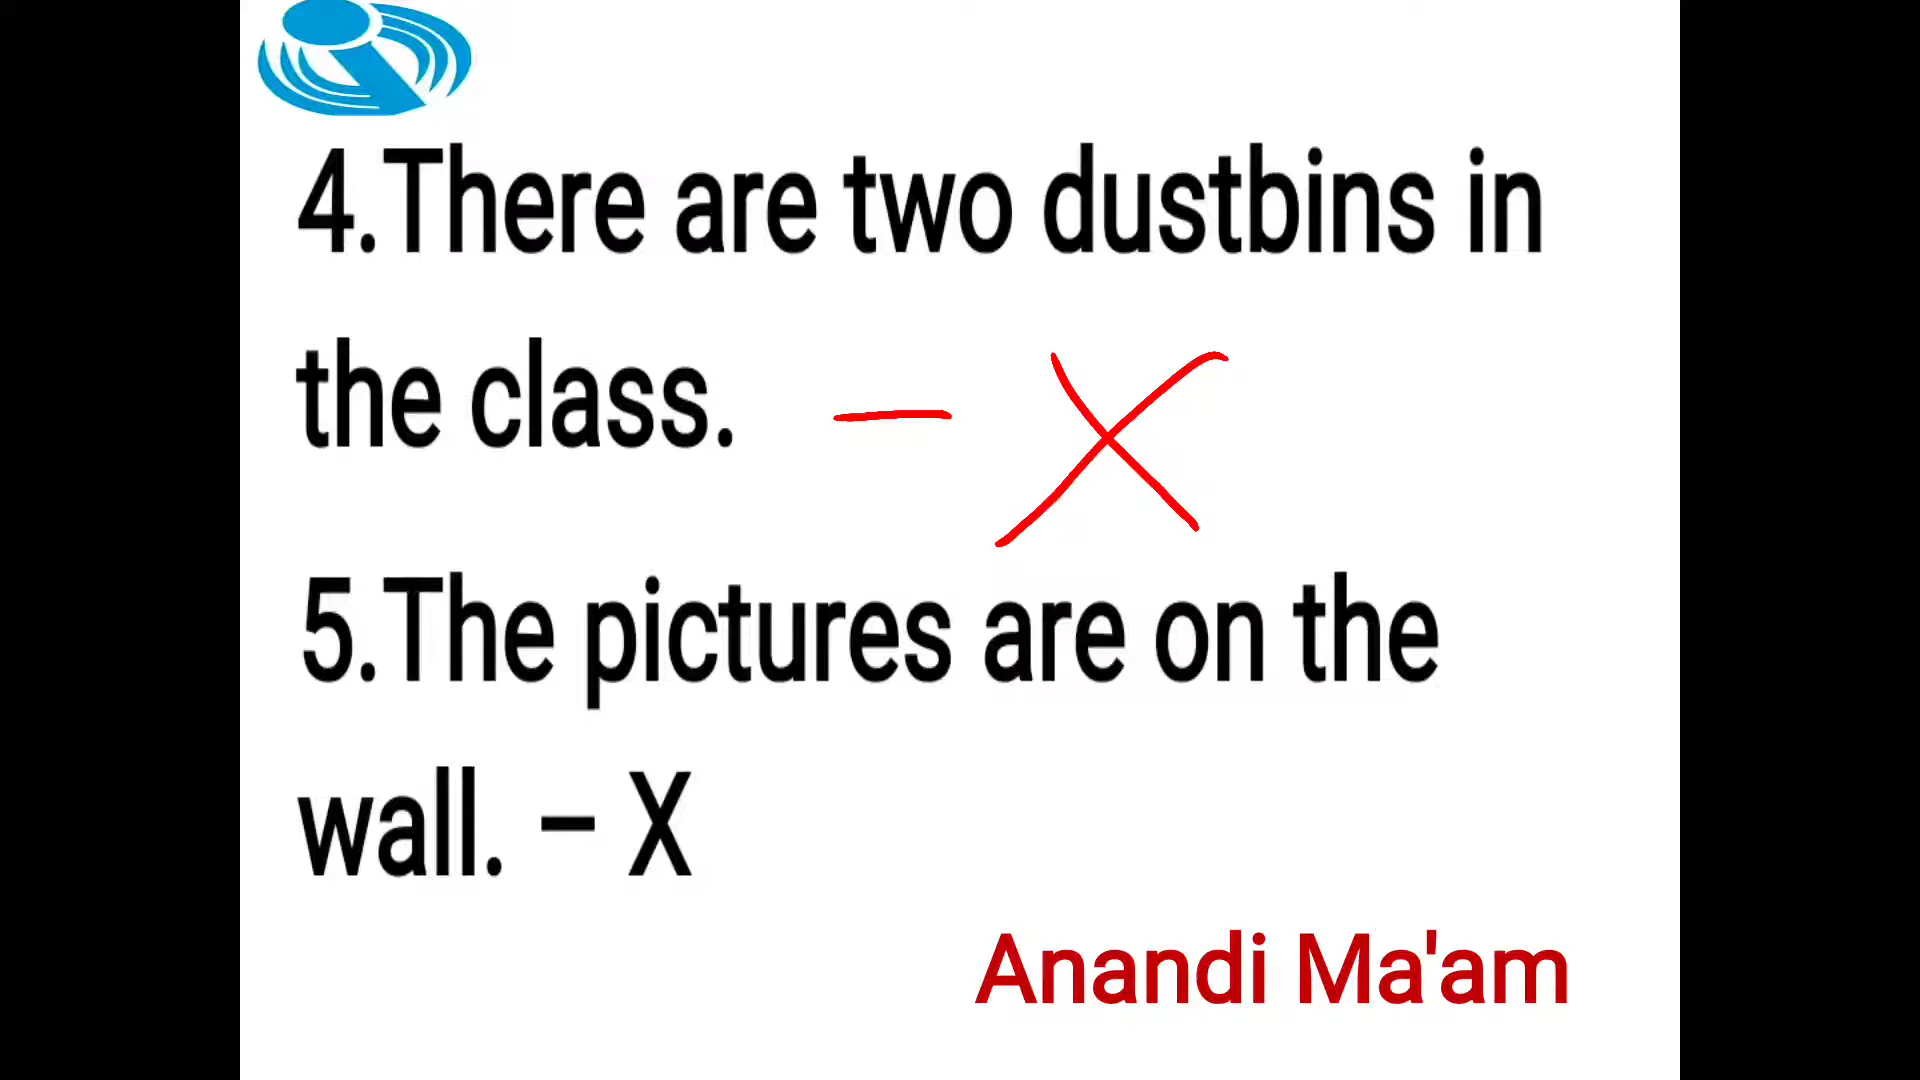 4.There are two dustbins in
the class. – X
5.The pictures are on the
wall. – X
Anandi Ma'am